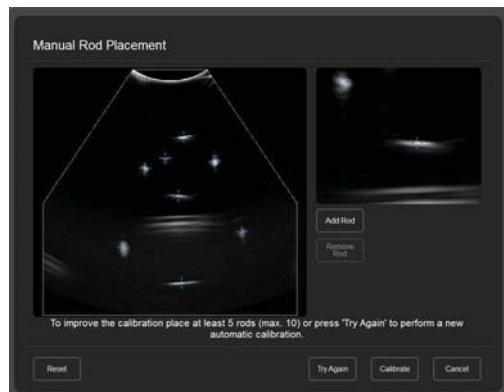 Manual Rod Placement
Add Rod
Remove
Rod
To improve the calibration place at least 5 rods (max. 10) or press 'Try Again' to perform a new
automatic calibration.
Reset
Try Again
Calibrate
Cancel